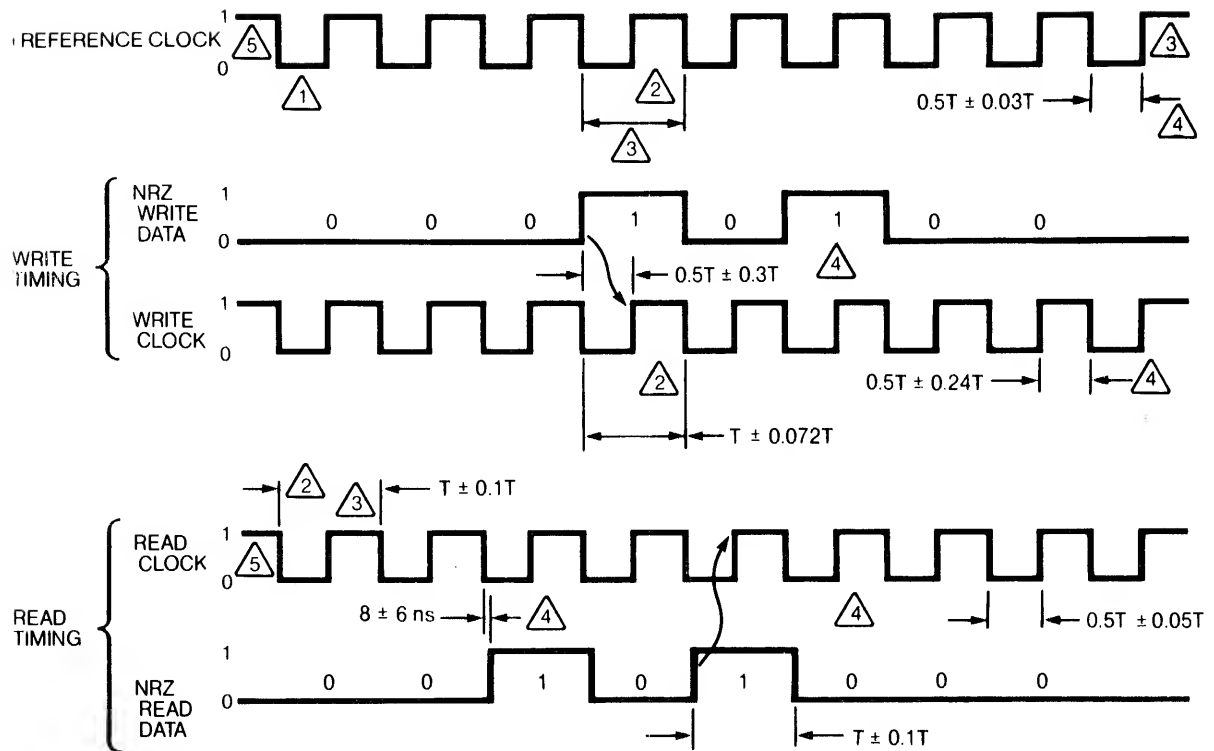 1
REFERENCE CLOCK 5 3
0
1 2 0.5T ± 0.03T
3 4
NRZ 1
WRITE 0 0 0 1 0 1 0 0
DATA 0
WRITE 4
TIMING 0.5T ± 0.3T
WRITE 1
CLOCK 0
2 0.5T ± 0.24T 4
T ± 0.072T
2 3 T ± 0.1T
READ 1
CLOCK 5
0
READ 8 ± 6 ns 4 4 0.5T ± 0.05T
TIMING
1
NRZ 0 0 1 0 1 0 0 0
READ 0
DATA
T ± 0.1T